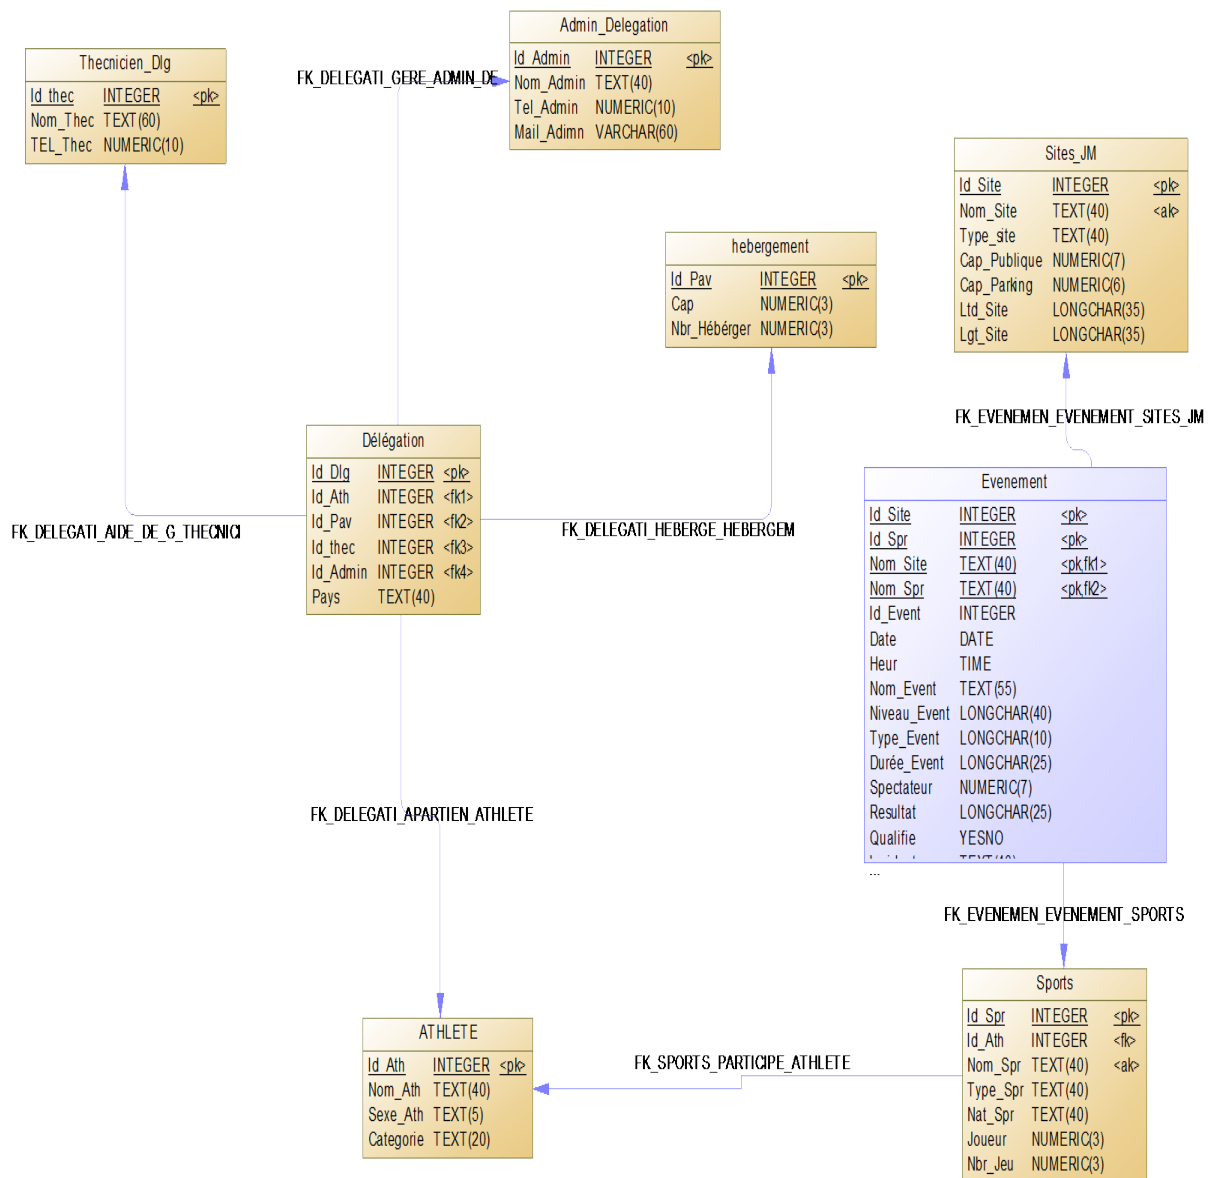 Admin_Delegation
Id_Admin INTEGER <pk>
Nom_Admin TEXT(40)
Tel_Admin NUMERIC(10)
Mail_Adimn VARCHAR(60)
Thecnicien_Dlg
Id_thec INTEGER <pk>
Nom_Thec TEXT(60)
TEL_Thec NUMERIC(10)
FK_DELEGATI_GERE_ADMIN_DE
Sites_JM
Id_Site INTEGER <pk>
Nom_Site TEXT(40) <ak>
Type_site TEXT(40)
Cap_Publique NUMERIC(7)
Cap_Parking NUMERIC(6)
Ltd_Site LONGCHAR(35)
Lgt_Site LONGCHAR(35)
hebergement
Id_Pav INTEGER <pk>
Cap NUMERIC(3)
Nbr_Hébérger NUMERIC(3)
FK_EVENEMEN_EVENEMENT_SITES_JM
Délégation
Id_Dlg INTEGER <pk>
Id_Ath INTEGER <fk1>
Id_Pav INTEGER <fk2>
Id_thec INTEGER <fk3>
Id_Admin INTEGER <fk4>
Pays TEXT(40)
FK_DELEGATI_AIDE_DE_G_THECNICI
FK_DELEGATI_HEBERGE_HEBERGEM
Evenement
Id_Site INTEGER <pk>
Id_Spr INTEGER <pk>
Nom_Site TEXT(40) <pk,fk1>
Nom_Spr TEXT(40) <pk,fk2>
Id_Event INTEGER
Date DATE
Heur TIME
Nom_Event TEXT(55)
Niveau_Event LONGCHAR(40)
Type_Event LONGCHAR(10)
Durée_Event LONGCHAR(25)
Spectateur NUMERIC(7)
Resultat LONGCHAR(25)
Qualifie YESNO
...
FK_DELEGATI_APARTIEN_ATHLETE
FK_EVENEMEN_EVENEMENT_SPORTS
ATHLETE
Id_Ath INTEGER <pk>
Nom_Ath TEXT(40)
Sexe_Ath TEXT(5)
Categorie TEXT(20)
FK_SPORTS_PARTICIPE_ATHLETE
Sports
Id_Spr INTEGER <pk>
Id_Ath INTEGER <fk>
Nom_Spr TEXT(40) <ak>
Type_Spr TEXT(40)
Nat_Spr TEXT(40)
Joueur NUMERIC(3)
Nbr_Jeu NUMERIC(3)